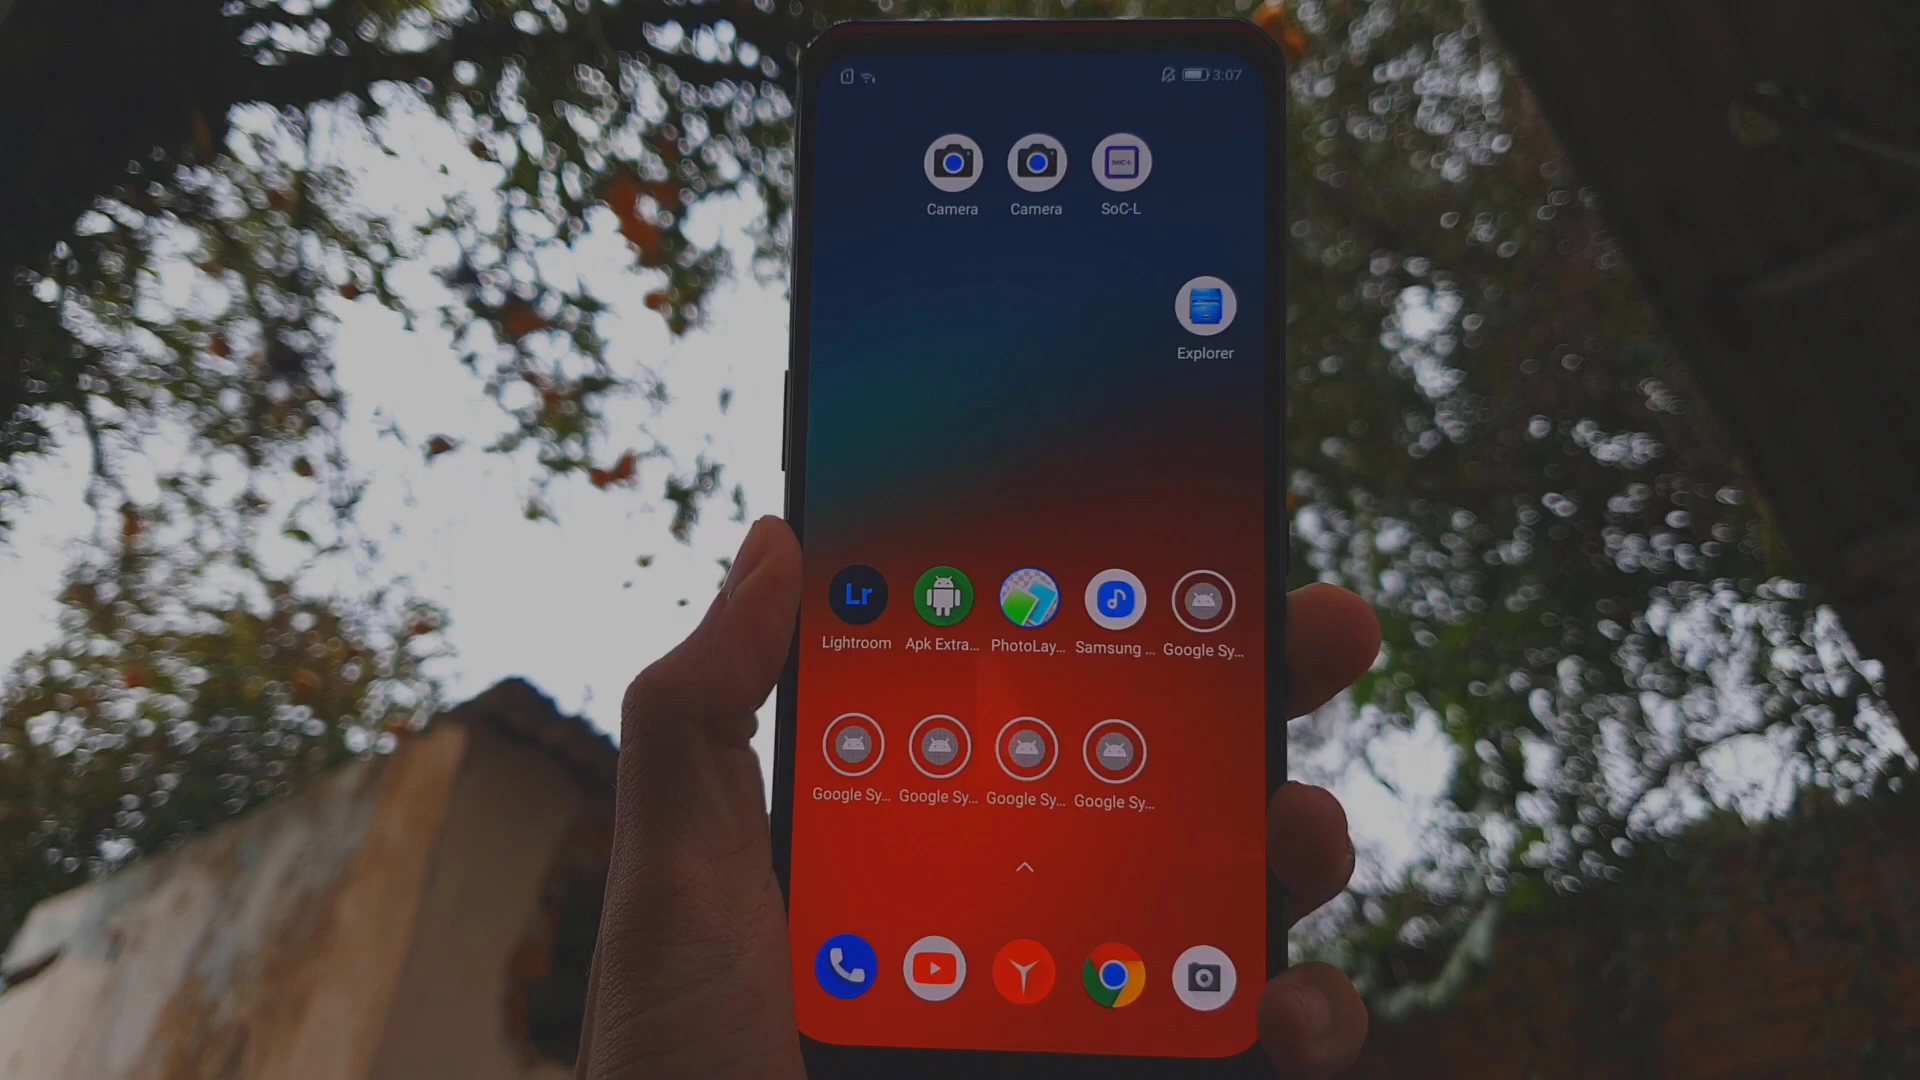 3:07
Camera Camera SoC-L
Explorer
Lr
Lightroom Apk Extra... PhotoLay... Samsung ... Google Sy...
Google Sy... Google Sy... Google Sy... Google Sy...